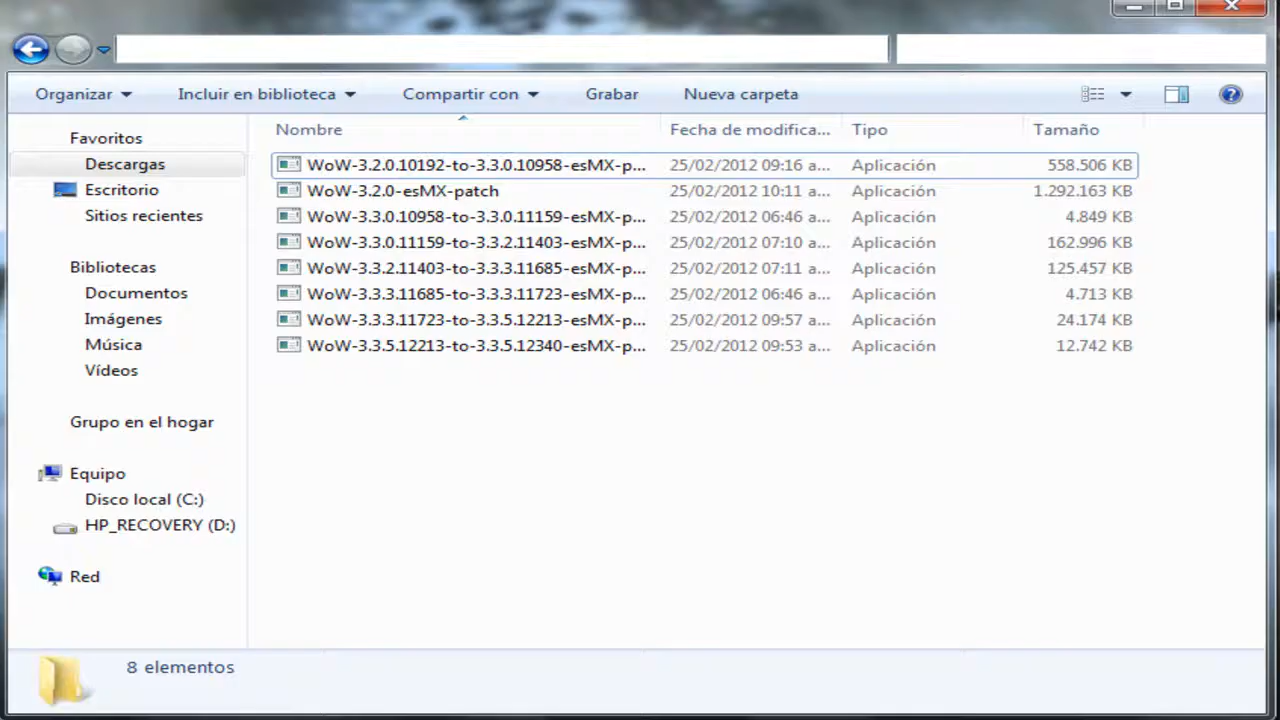 Organizar Incluir en biblioteca Compartir con Grabar Nueva carpeta
Nombre Fecha de modifica... Tipo Tamaño
Favoritos
Descargas
Escritorio
Sitios recientes
Bibliotecas
Documentos
Imágenes
Música
Vídeos
Grupo en el hogar
Equipo
Disco local (C:)
HP_RECOVERY (D:)
Red
WoW-3.2.0.10192-to-3.3.0.10958-esMX-p... 25/02/2012 09:16 a... Aplicación 558.506 KB
WoW-3.2.0-esMX-patch 25/02/2012 10:11 a... Aplicación 1.292.163 KB
WoW-3.3.0.10958-to-3.3.0.11159-esMX-p... 25/02/2012 06:46 a... Aplicación 4.849 KB
WoW-3.3.0.11159-to-3.3.2.11403-esMX-p... 25/02/2012 07:10 a... Aplicación 162.996 KB
WoW-3.3.2.11403-to-3.3.3.11685-esMX-p... 25/02/2012 07:11 a... Aplicación 125.457 KB
WoW-3.3.3.11685-to-3.3.3.11723-esMX-p... 25/02/2012 06:46 a... Aplicación 4.713 KB
WoW-3.3.3.11723-to-3.3.5.12213-esMX-p... 25/02/2012 09:57 a... Aplicación 24.174 KB
WoW-3.3.5.12213-to-3.3.5.12340-esMX-p... 25/02/2012 09:53 a... Aplicación 12.742 KB
8 elementos